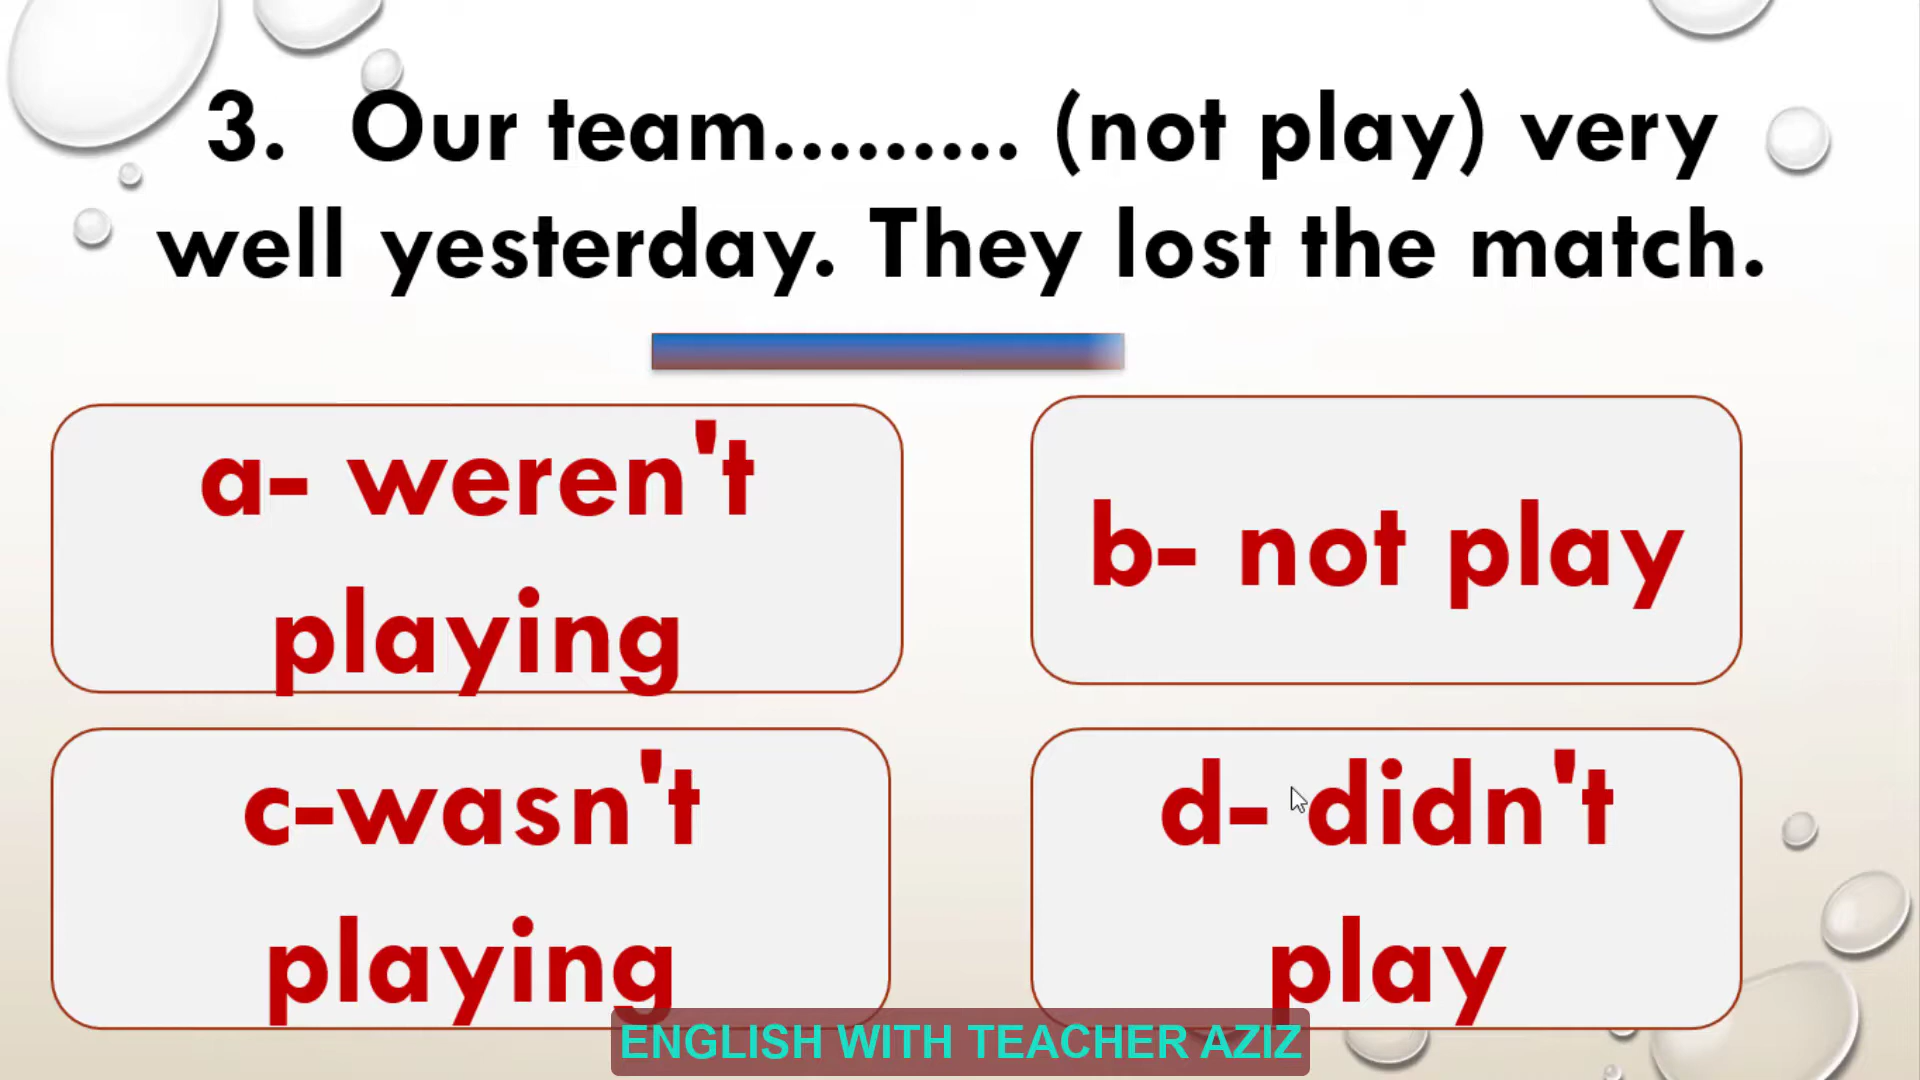 3. Our team......... (not play) very
well yesterday. They lost the match.
a- weren't
playing
b- not play
c-wasn't
playing
d- didn't
play
ENGLISH WITH TEACHER AZIZ